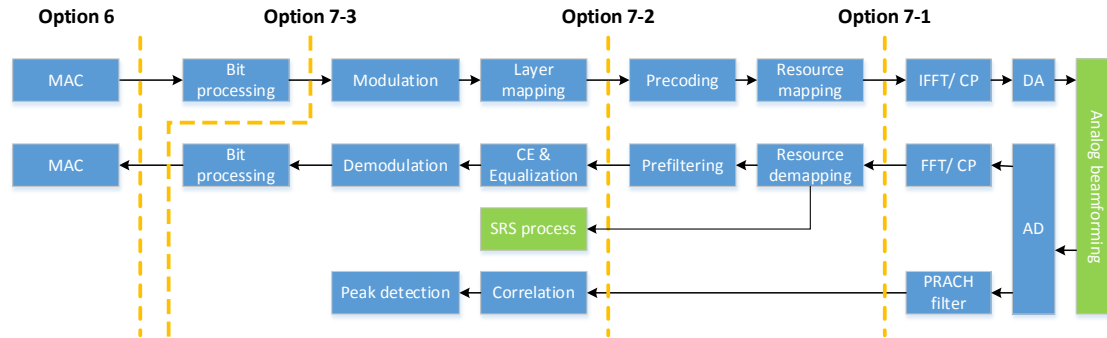 Option 6
Option 7-3
Option 7-2
Option 7-1
MAC
Bit
processing
Modulation
Layer
mapping
Precoding
Resource
mapping
IFFT/ CP
DA
Analog beamforming
MAC
Bit
processing
Demodulation
CE &
Equalization
Prefiltering
Resource
demapping
FFT/ CP
AD
SRS process
Peak detection
Correlation
PRACH
filter